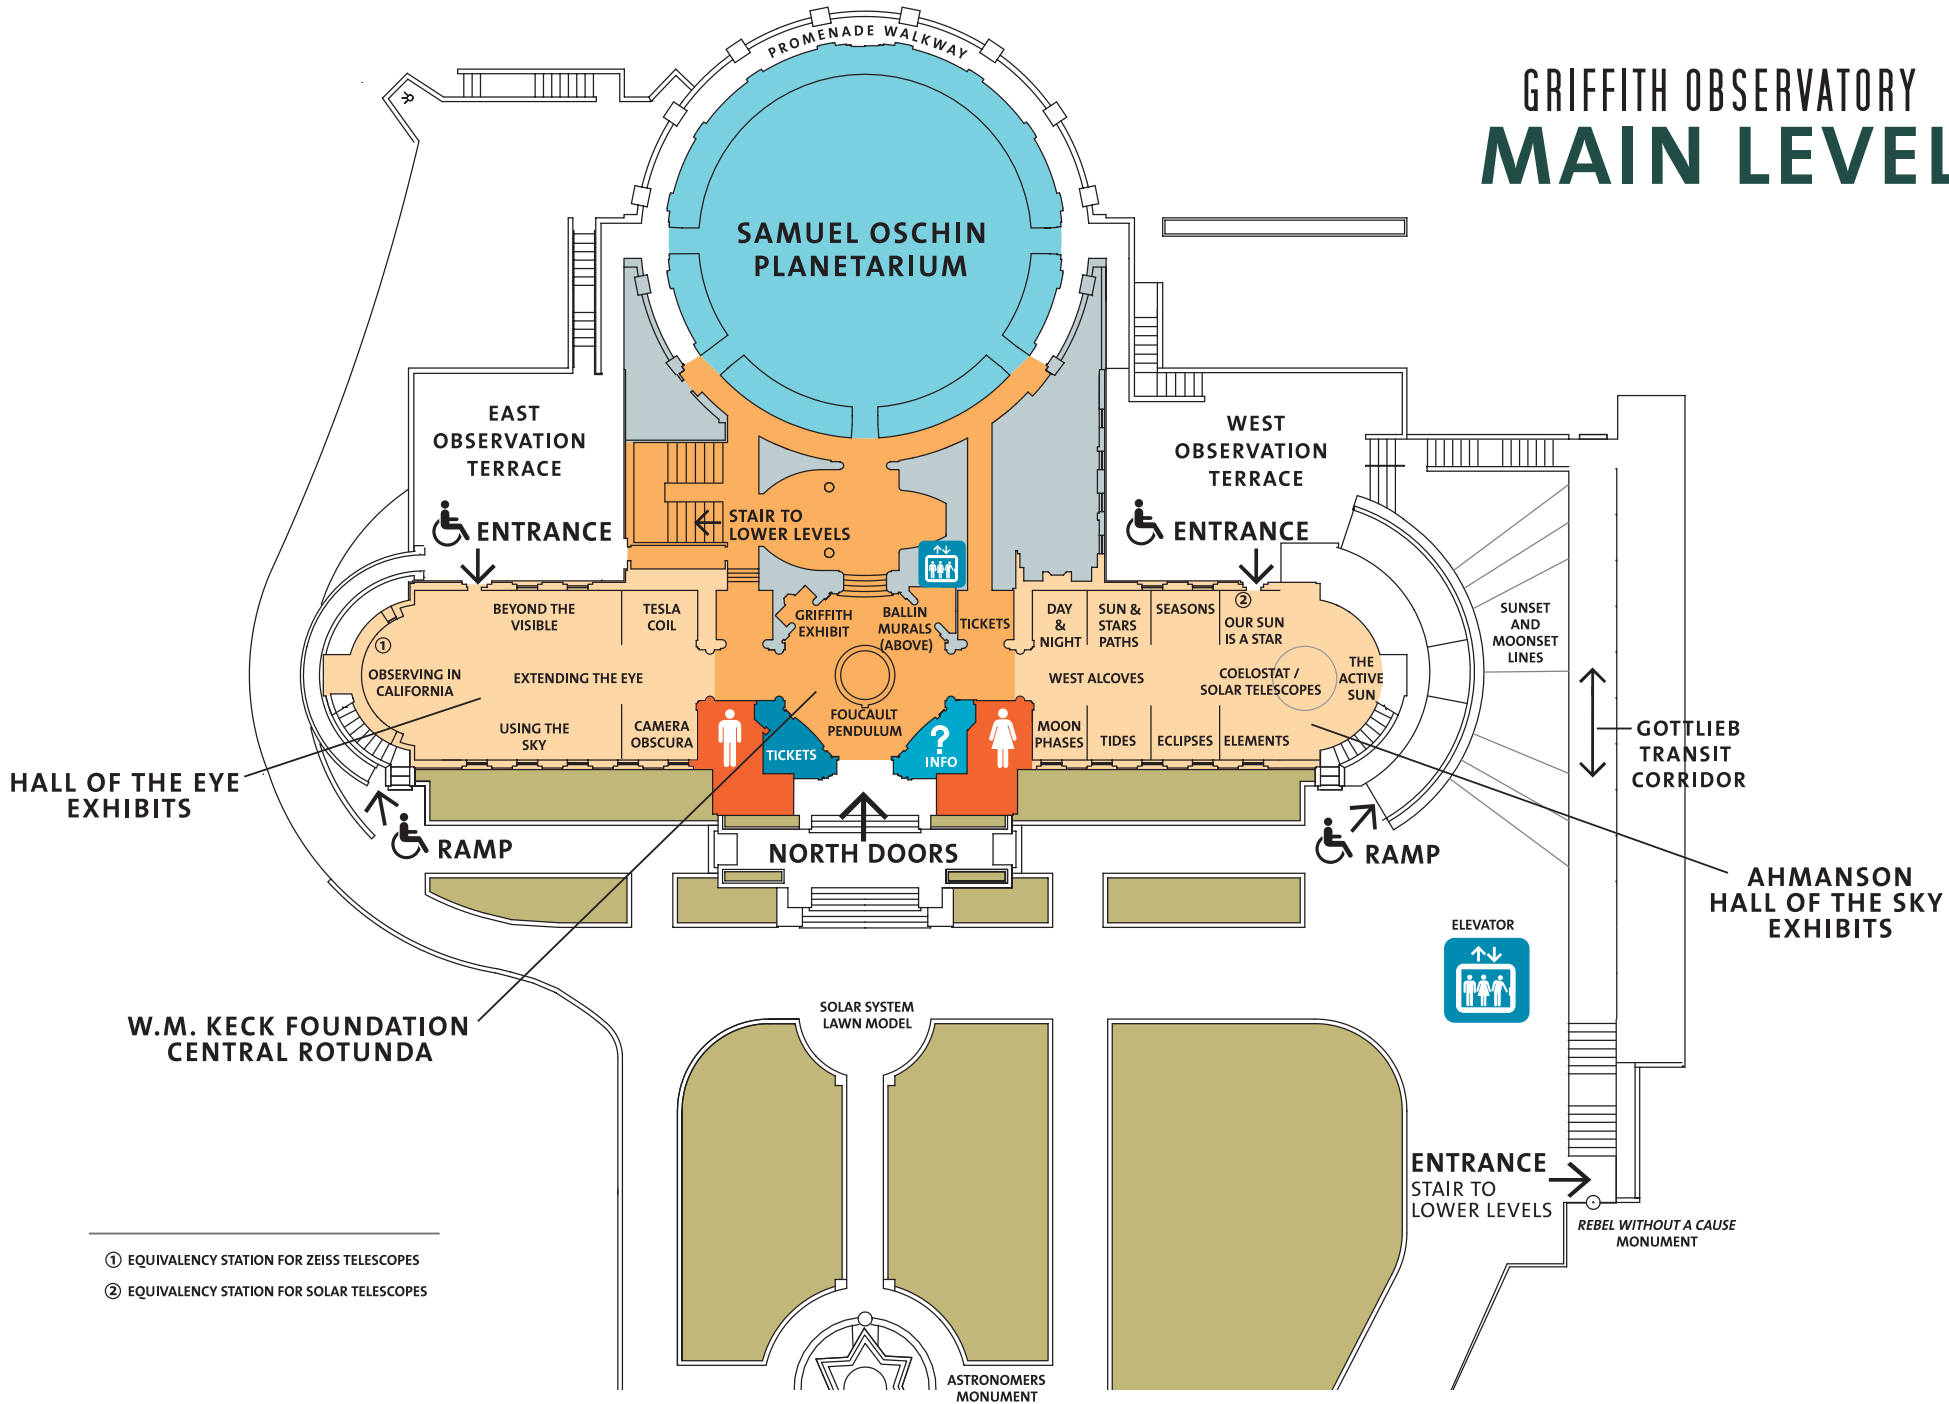 PROMENADE WALKWAY
GRIFFITH OBSERVATORY
MAIN LEVEL
SAMUEL OSCHIN
PLANETARIUM
EAST
OBSERVATION
TERRACE
WEST
OBSERVATION
TERRACE
ENTRANCE
STAIR TO
LOWER LEVELS
ENTRANCE
BEYOND THE
VISIBLE
TESLA
COIL
GRIFFITH
EXHIBIT
BALLIN
MURALS
(ABOVE)
TICKETS
DAY
&
NIGHT
SUN &
STARS
PATHS
SEASONS
2
OUR SUN
IS A STAR
SUNSET
AND
MOONSET
LINES
1
OBSERVING IN
CALIFORNIA
EXTENDING THE EYE
WEST ALCOVES
COELOSTAT /
SOLAR TELESCOPES
THE
ACTIVE
SUN
USING THE
SKY
CAMERA
OBSCURA
TICKETS
FOUCAULT
PENDULUM
?
INFO
MOON
PHASES
TIDES
ECLIPSES
ELEMENTS
GOTTLIEB
TRANSIT
CORRIDOR
HALL OF THE EYE
EXHIBITS
RAMP
NORTH DOORS
RAMP
AHMANSON
HALL OF THE SKY
EXHIBITS
ELEVATOR
W.M. KECK FOUNDATION
CENTRAL ROTUNDA
SOLAR SYSTEM
LAWN MODEL
ENTRANCE
STAIR TO
LOWER LEVELS
REBEL WITHOUT A CAUSE
MONUMENT
1 EQUIVALENCY STATION FOR ZEISS TELESCOPES
2 EQUIVALENCY STATION FOR SOLAR TELESCOPES
ASTRONOMERS
MONUMENT